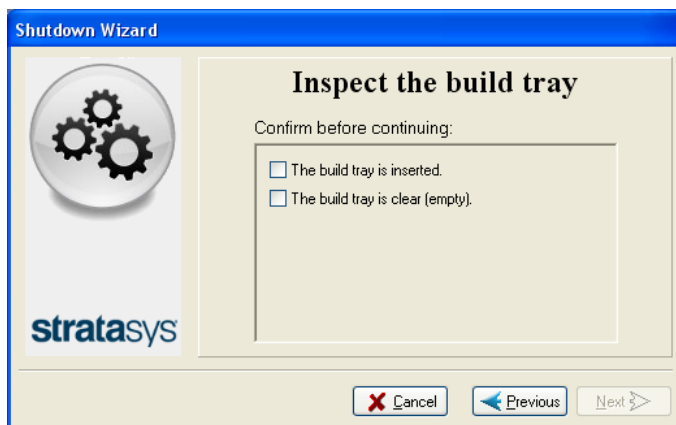 Shutdown Wizard
Inspect the build tray
Confirm before continuing:
The build tray is inserted.
The build tray is clear (empty).
stratasys
Cancel
Previous
Next